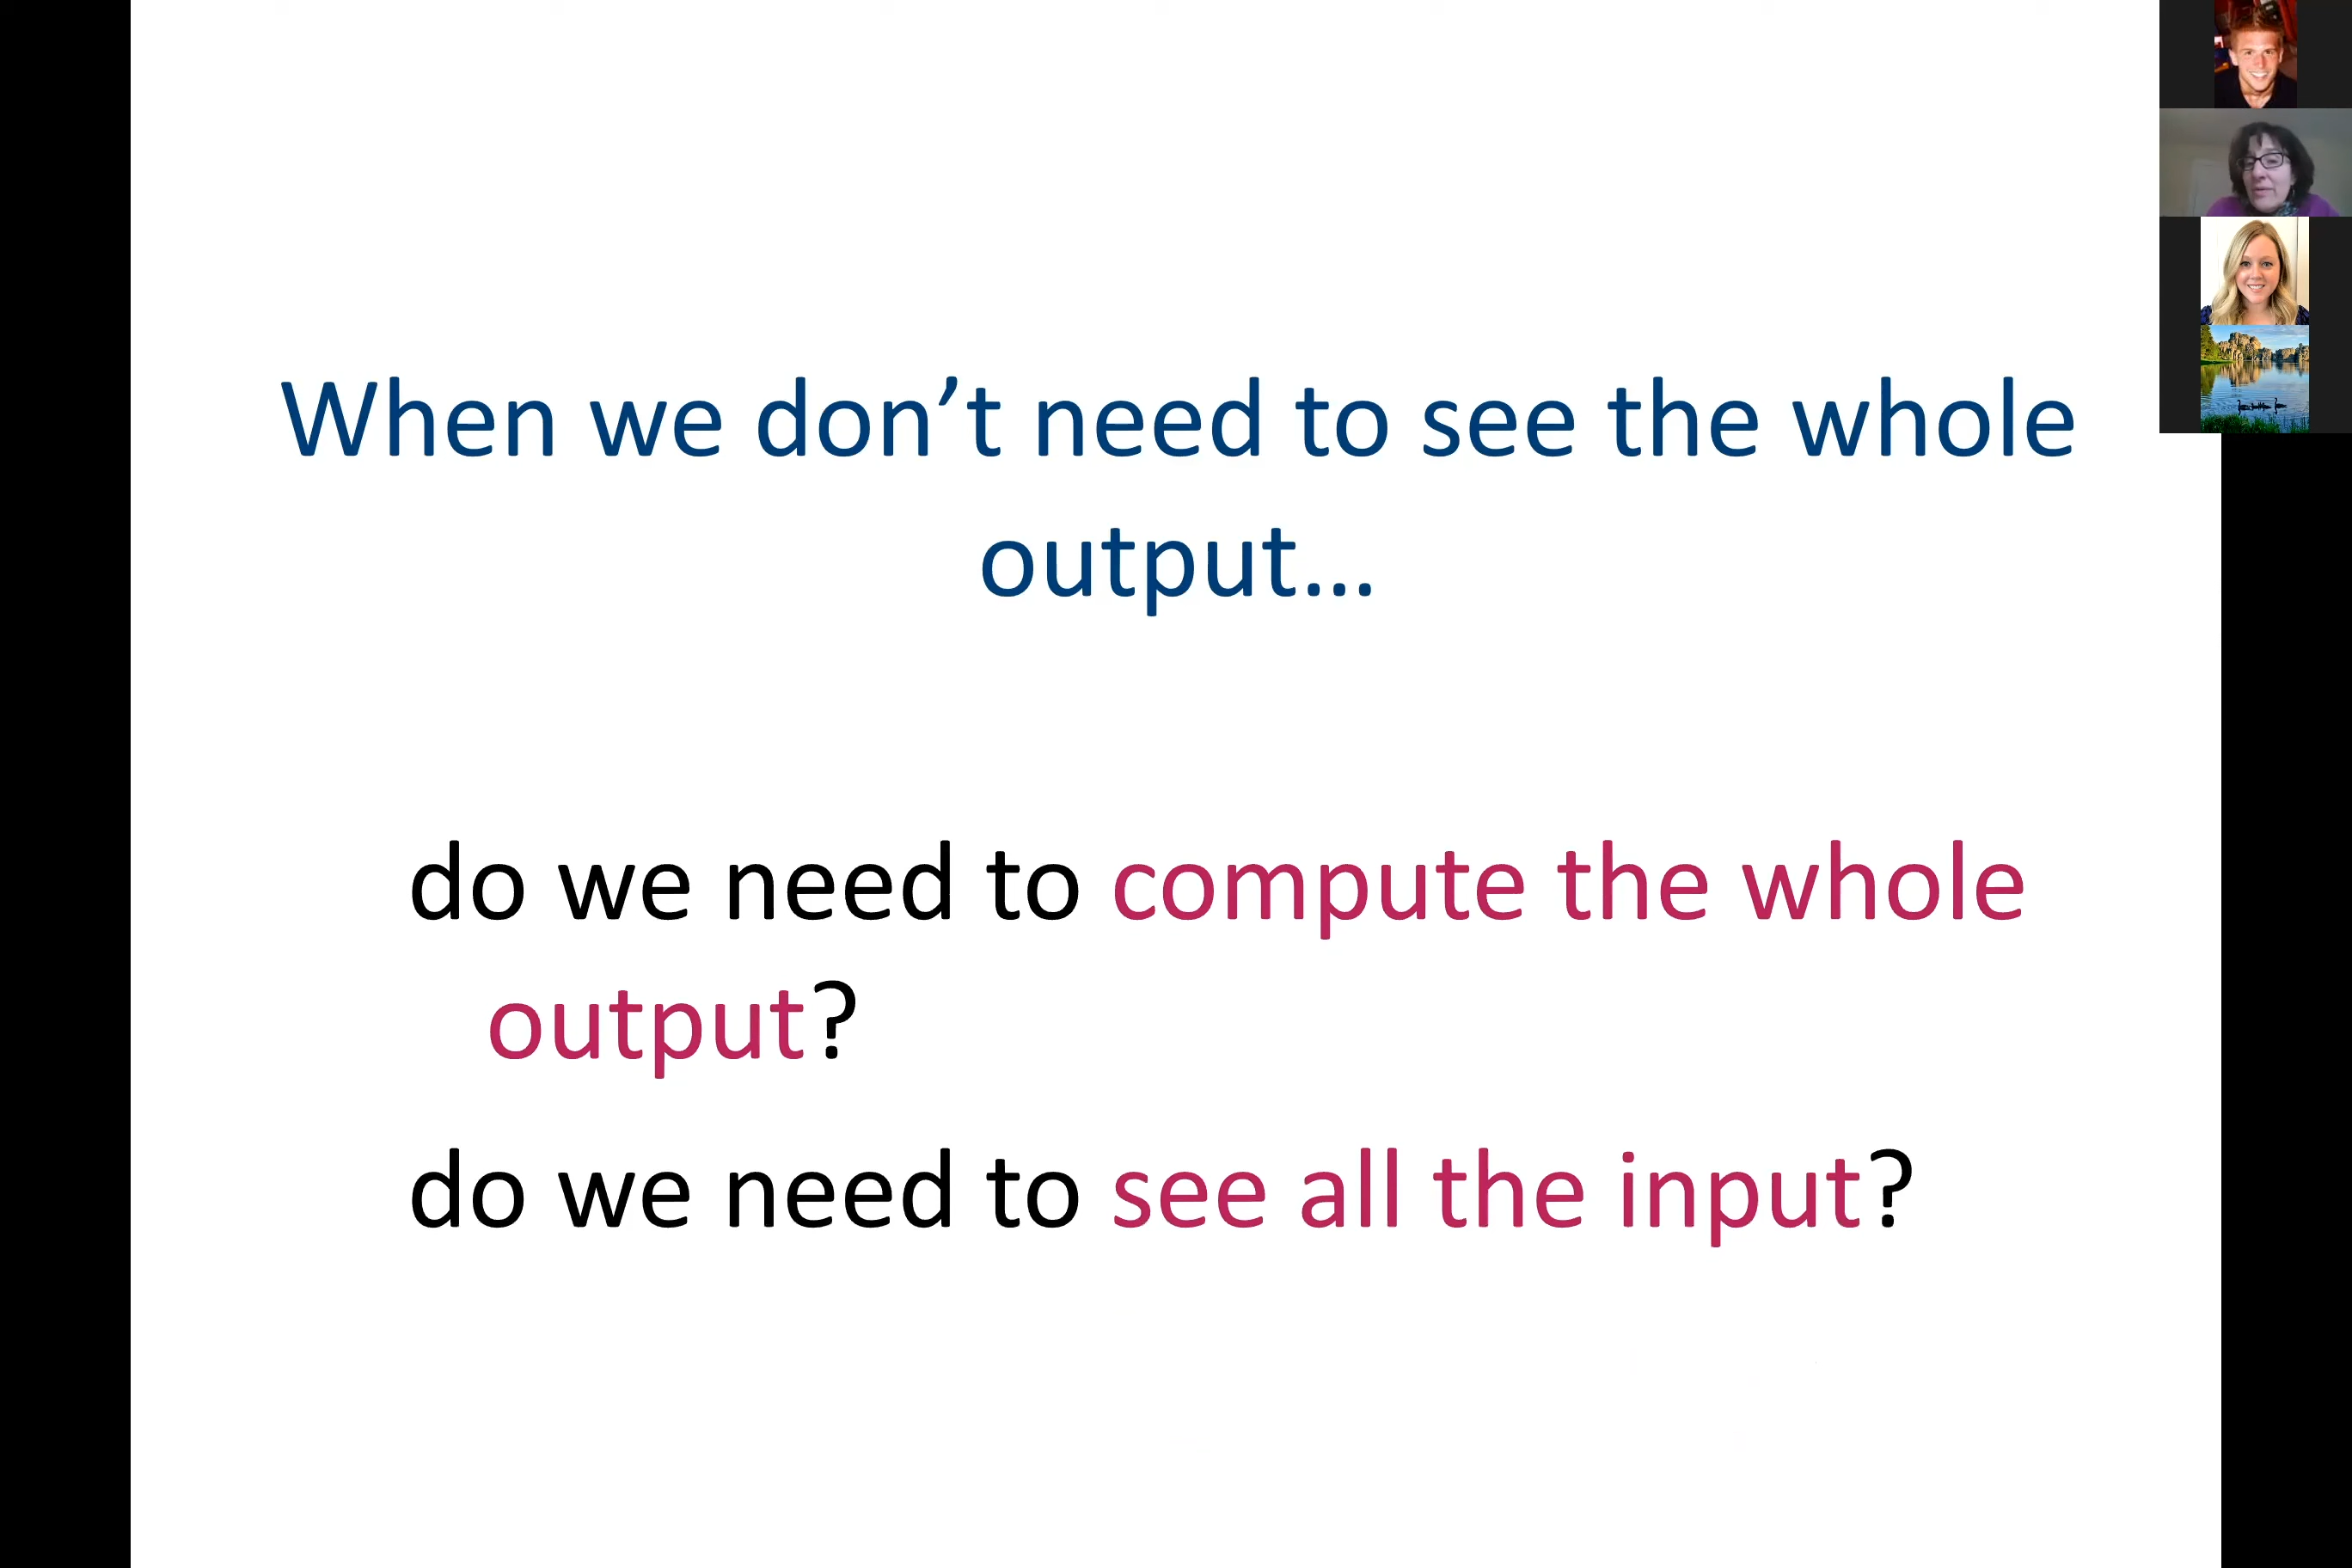 When we don’t need to see the whole
output…
do we need to compute the whole
output?
do we need to see all the input?